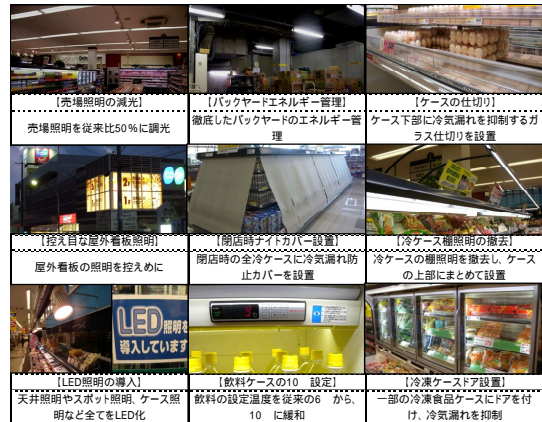 【売場照明の減光】
売場照明を従来比50%に調光
【バックヤードエネルギー管理】
徹底したバックヤードのエネルギー管
理
【ケースの仕切り】
ケース下部に冷気漏れを抑制するガ
ラス仕切りを設置
【控え目な屋外看板照明】
屋外看板の照明を控えめに
【閉店時ナイトカバー設置】
閉店時の全冷ケースに冷気漏れ防
止カバーを設置
【冷ケース棚照明の撤去】
冷ケースの棚照明を撤去し、ケース
の上部にまとめて設置
LED照明を
導入しています
【LED照明の導入】
天井照明やスポット照明、ケース照
明など全てをLED化
【飲料ケースの10 設定】
飲料の設定温度を従来の6 から、
10 に緩和
【冷凍ケースドア設置】
一部の冷凍食品ケースにドアを付
け、冷気漏れを抑制